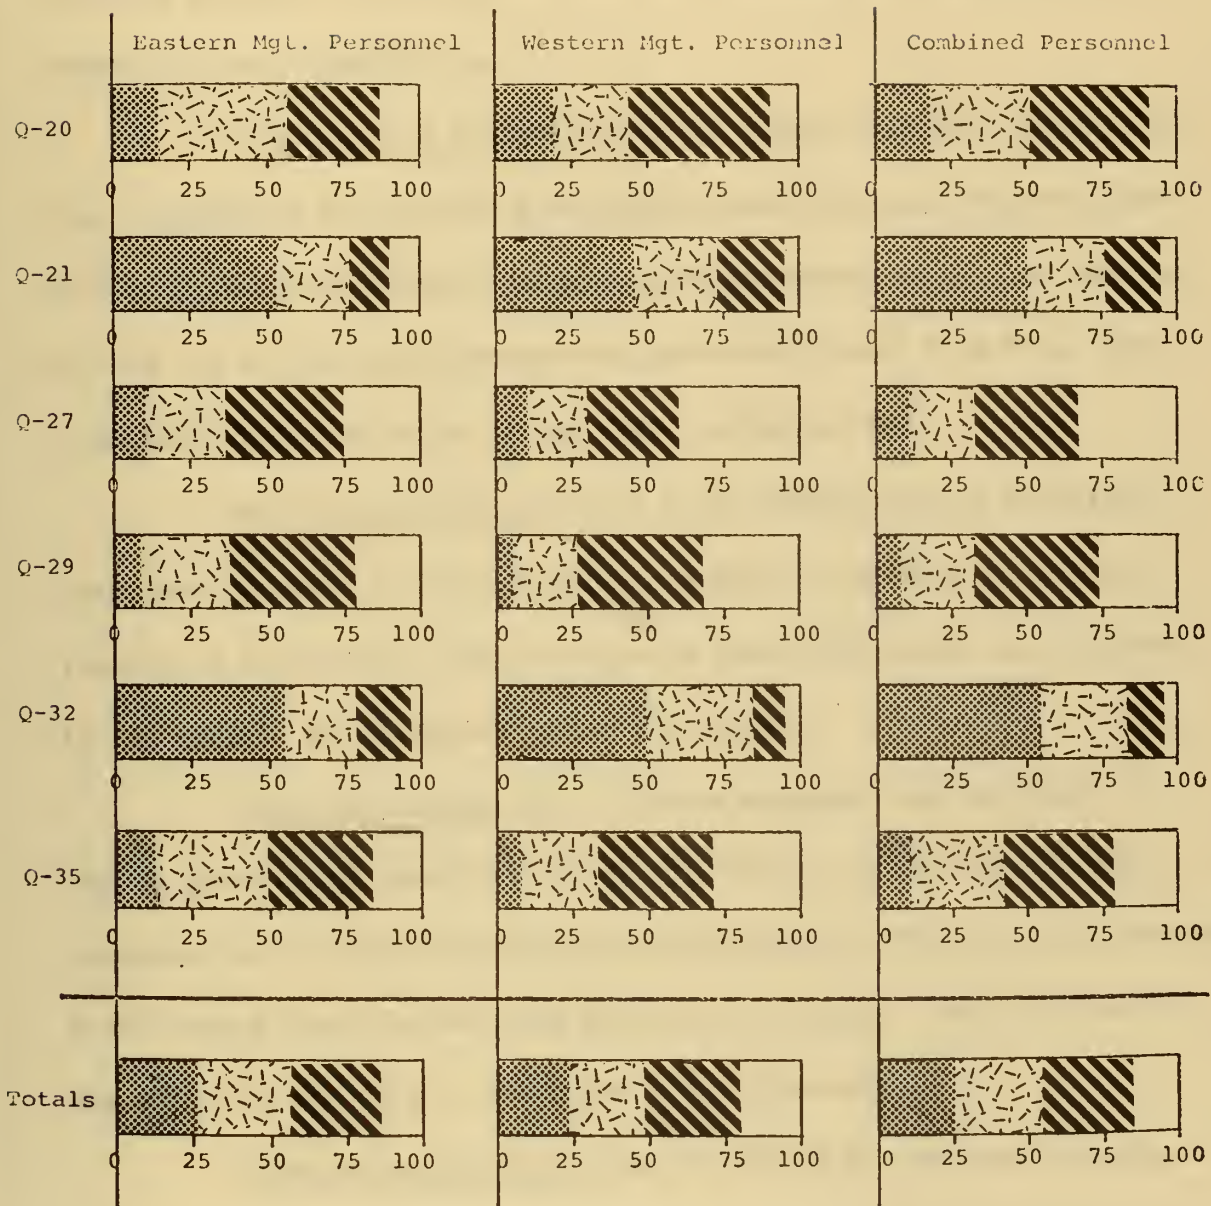 Eastern Mgt. Personnel Western Mgt. Personnel Combined Personnel
Q-20
0 25 50 75 100 0 25 50 75 100 0 25 50 75 100
Q-21
0 25 50 75 100 0 25 50 75 100 0 25 50 75 100
Q-27
0 25 50 75 100 0 25 50 75 100 0 25 50 75 100
Q-29
0 25 50 75 100 0 25 50 75 100 0 25 50 75 100
Q-32
0 25 50 75 100 0 25 50 75 100 0 25 50 75 100
Q-35
0 25 50 75 100 0 25 50 75 100 0 25 50 75 100
Totals
0 25 50 75 100 0 25 50 75 100 0 25 50 75 100